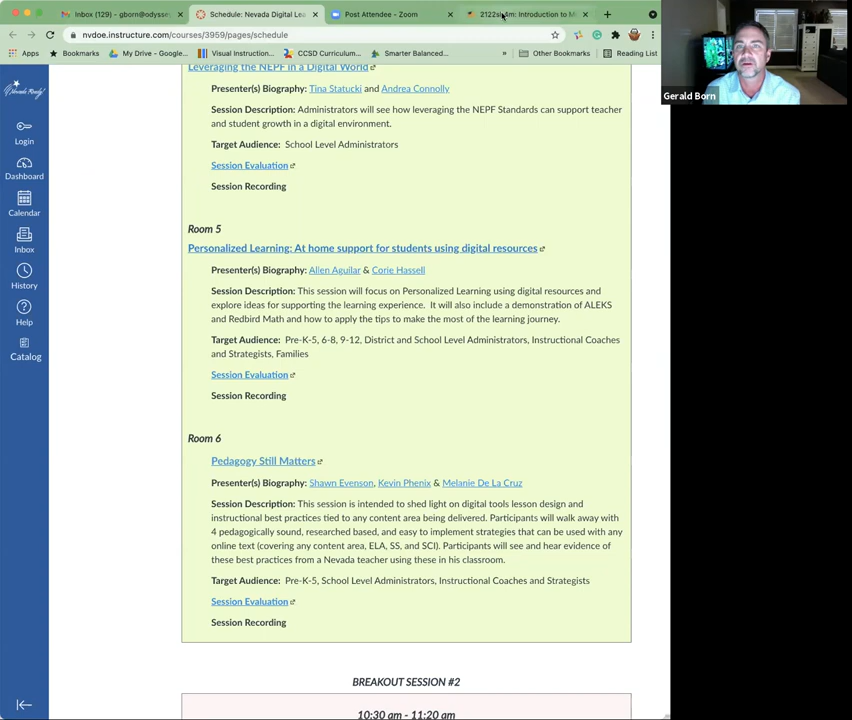 Inbox (129) - gborn@odysse
Schedule: Nevada Digital Lea
Post Attendee - Zoom
Introduction to M
nvdoe.instructure.com/courses/3959/pages/schedule
Apps
Bookmarks
My Drive - Google...
Visual Instruction...
CCSD Curriculum...
Smarter Balanced...
»
Other Bookmarks
Reading List
Gerald Born
Nevada Ready!
Login
Dashboard
Calendar
Inbox
History
Help
Catalog
Leveraging the NEPF in a Digital World
Presenter(s) Biography: Tina Statucki and Andrea Connolly
Session Description: Administrators will see how leveraging the NEPF Standards can support teacher
and student growth in a digital environment.
Target Audience: School Level Administrators
Session Evaluation
Session Recording
Room 5
Personalized Learning: At home support for students using digital resources
Presenter(s) Biography: Allen Aguilar & Corie Hassell
Session Description: This session will focus on Personalized Learning using digital resources and
explore ideas for supporting the learning experience. It will also include a demonstration of ALEKS
and Redbird Math and how to apply the tips to make the most of the learning journey.
Target Audience: Pre-K-5, 6-8, 9-12, District and School Level Administrators, Instructional Coaches
and Strategists, Families
Session Evaluation
Session Recording
Room 6
Pedagogy Still Matters
Presenter(s) Biography: Shawn Evenson, Kevin Phenix & Melanie De La Cruz
Session Description: This session is intended to shed light on digital tools lesson design and
instructional best practices tied to any content area being delivered. Participants will walk away with
4 pedagogically sound, researched based, and easy to implement strategies that can be used with any
online text (covering any content area, ELA, SS, and SCI). Participants will see and hear evidence of
these best practices from a Nevada teacher using these in his classroom.
Target Audience: Pre-K-5, School Level Administrators, Instructional Coaches and Strategists
Session Evaluation
Session Recording
BREAKOUT SESSION #2
10:30 am - 11:20 am